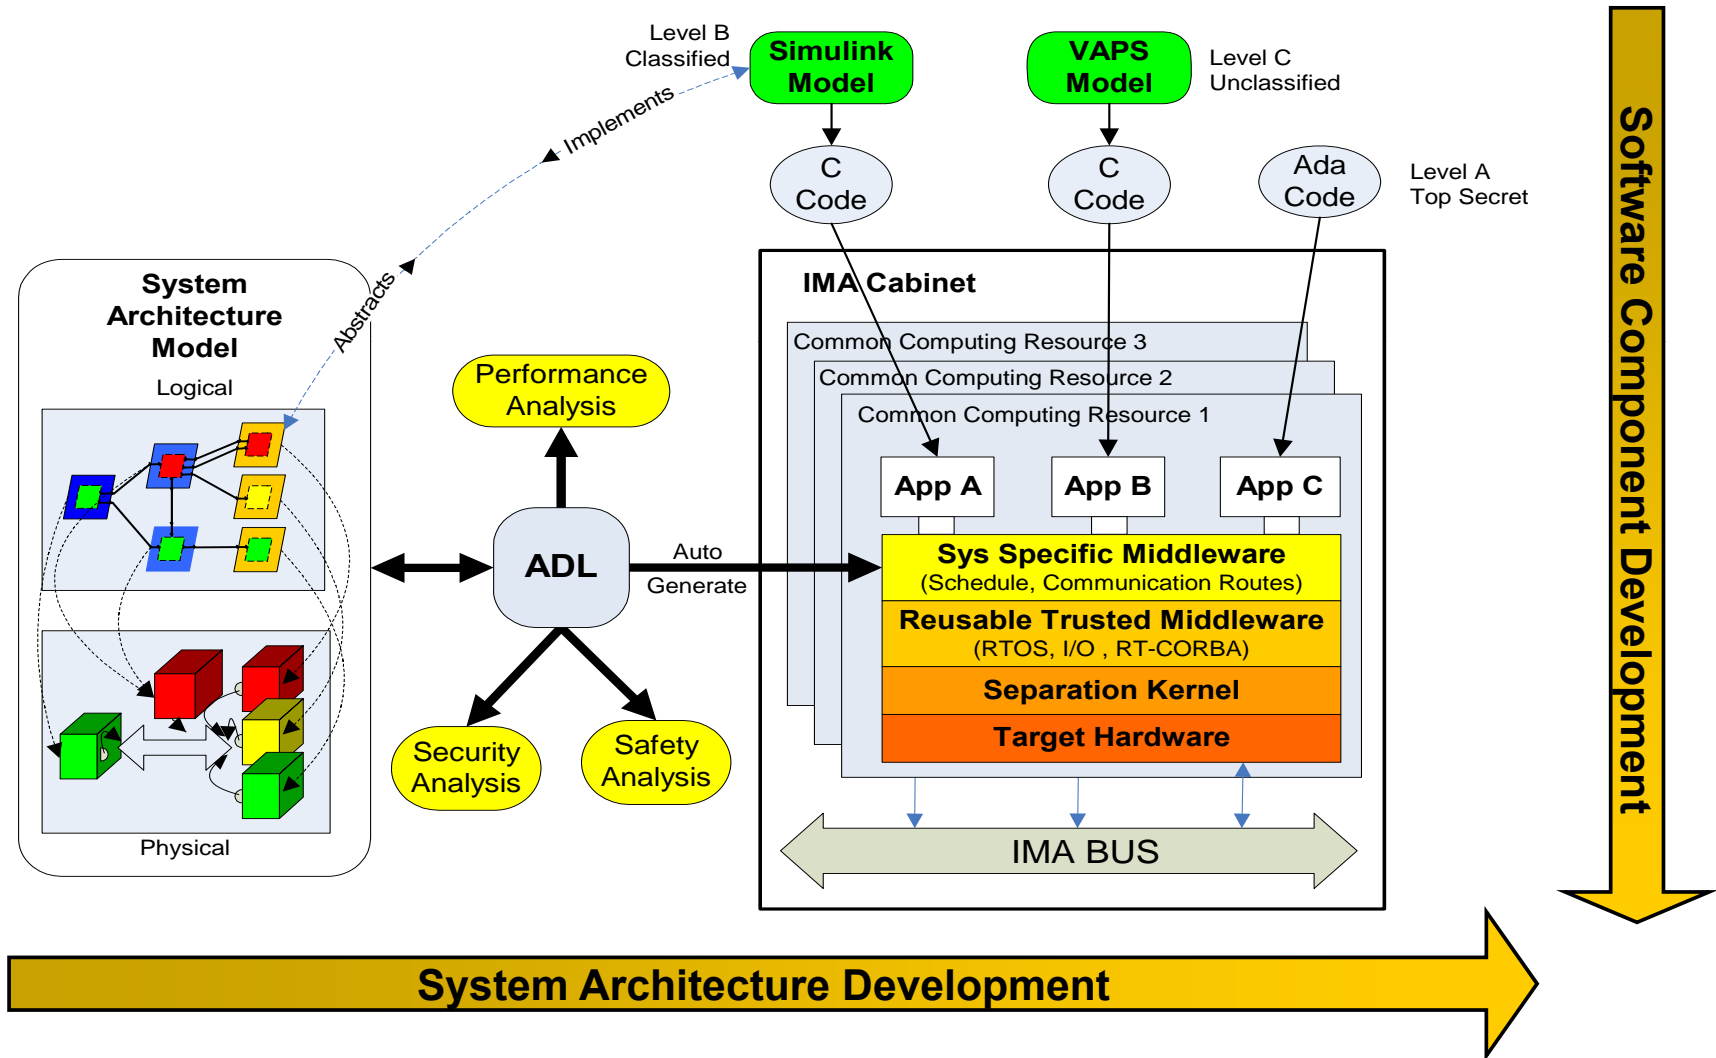 Level B
Classified
Simulink
Model
VAPS
Model
Level C
Unclassified
Implements
C
Code
C
Code
Ada
Code
Level A
Top Secret
Abstracts
System
Architecture
Model
Logical
Physical
Performance
Analysis
ADL
Auto
Generate
Security
Analysis
Safety
Analysis
IMA Cabinet
Common Computing Resource 3
Common Computing Resource 2
Common Computing Resource 1
App A
App B
App C
Sys Specific Middleware
(Schedule, Communication Routes)
Reusable Trusted Middleware
(RTOS, I/O , RT-CORBA)
Separation Kernel
Target Hardware
IMA BUS
Software Component Development
System Architecture Development